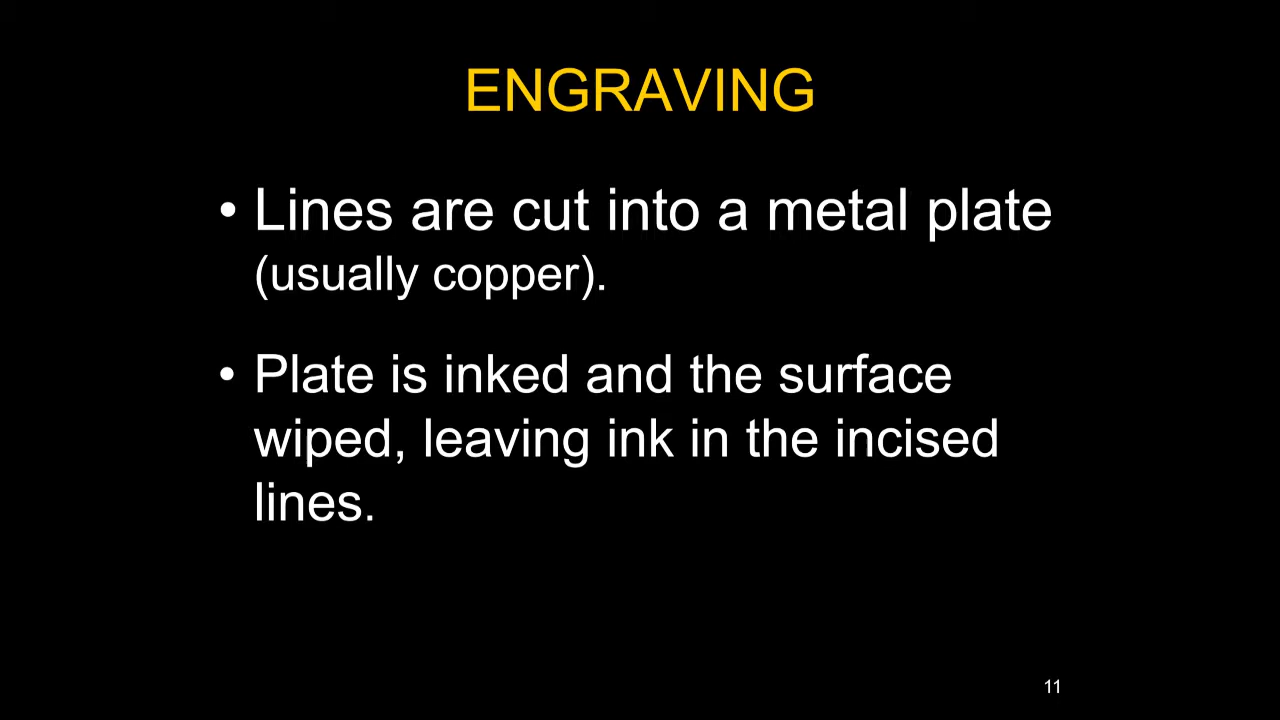 ENGRAVING
• Lines are cut into a metal plate
(usually copper).
• Plate is inked and the surface
wiped, leaving ink in the incised
lines.
11